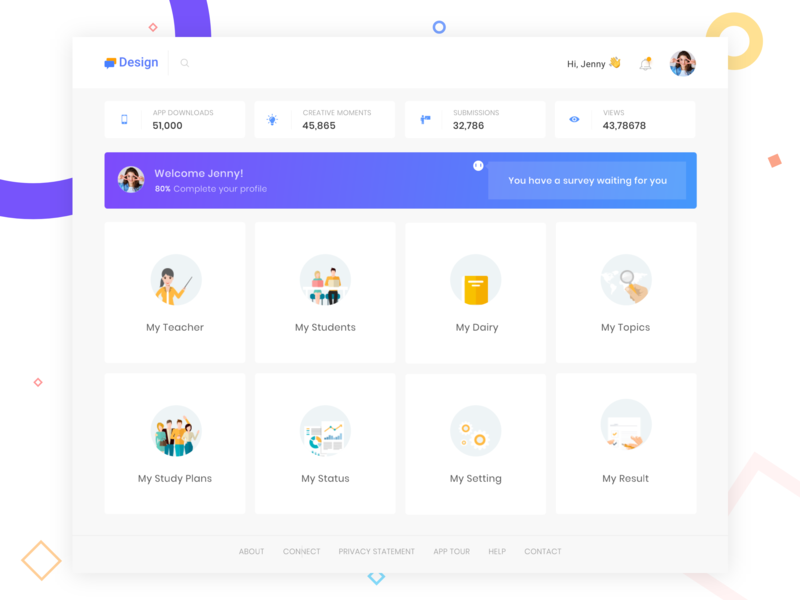 Design
Hi, Jenny 👋
APP DOWNLOADS
51,000
CREATIVE MOMENTS
45,865
SUBMISSIONS
32,786
VIEWS
43,78678
Welcome Jenny!
80% Complete your profile
You have a survey waiting for you
My Teacher
My Students
My Dairy
My Topics
My Study Plans
My Status
My Setting
My Result
ABOUT CONNECT PRIVACY STATEMENT APP TOUR HELP CONTACT